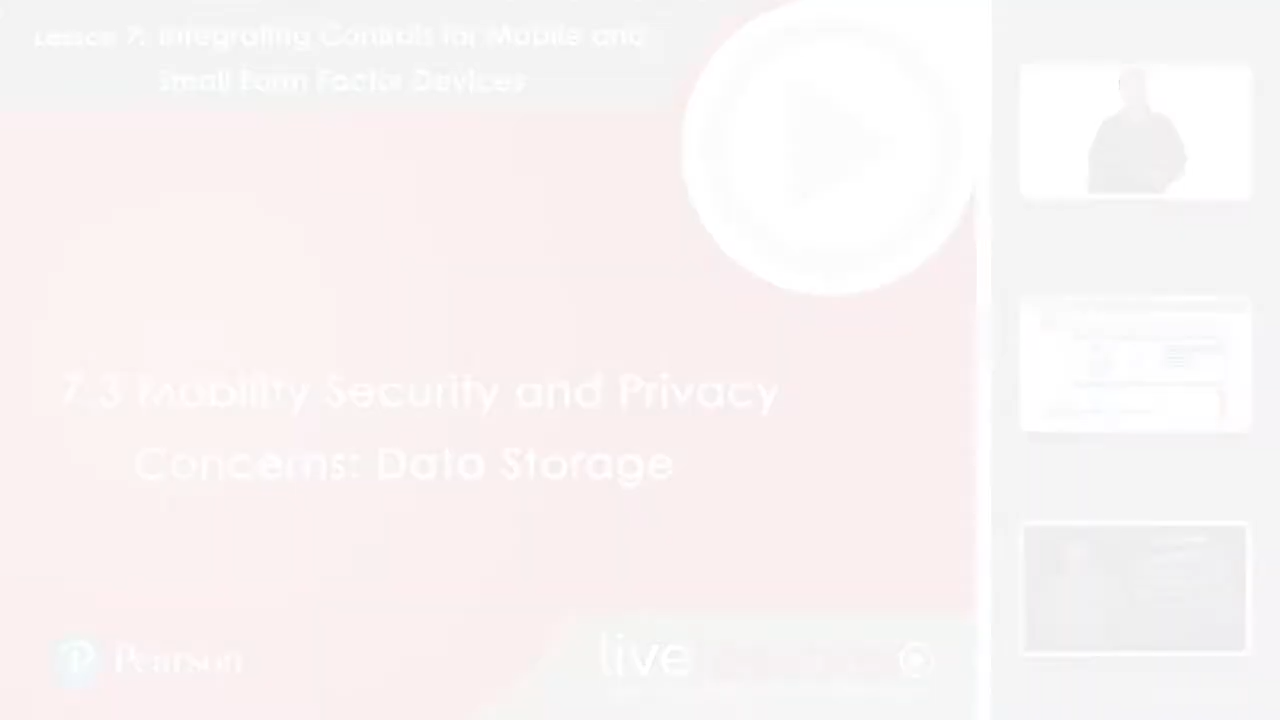 Lesson 7: Integrating Controls for Mobile and
Small Form Factor Devices
7.3 Mobility Security and Privacy
Concerns: Data Storage
Pearson
live